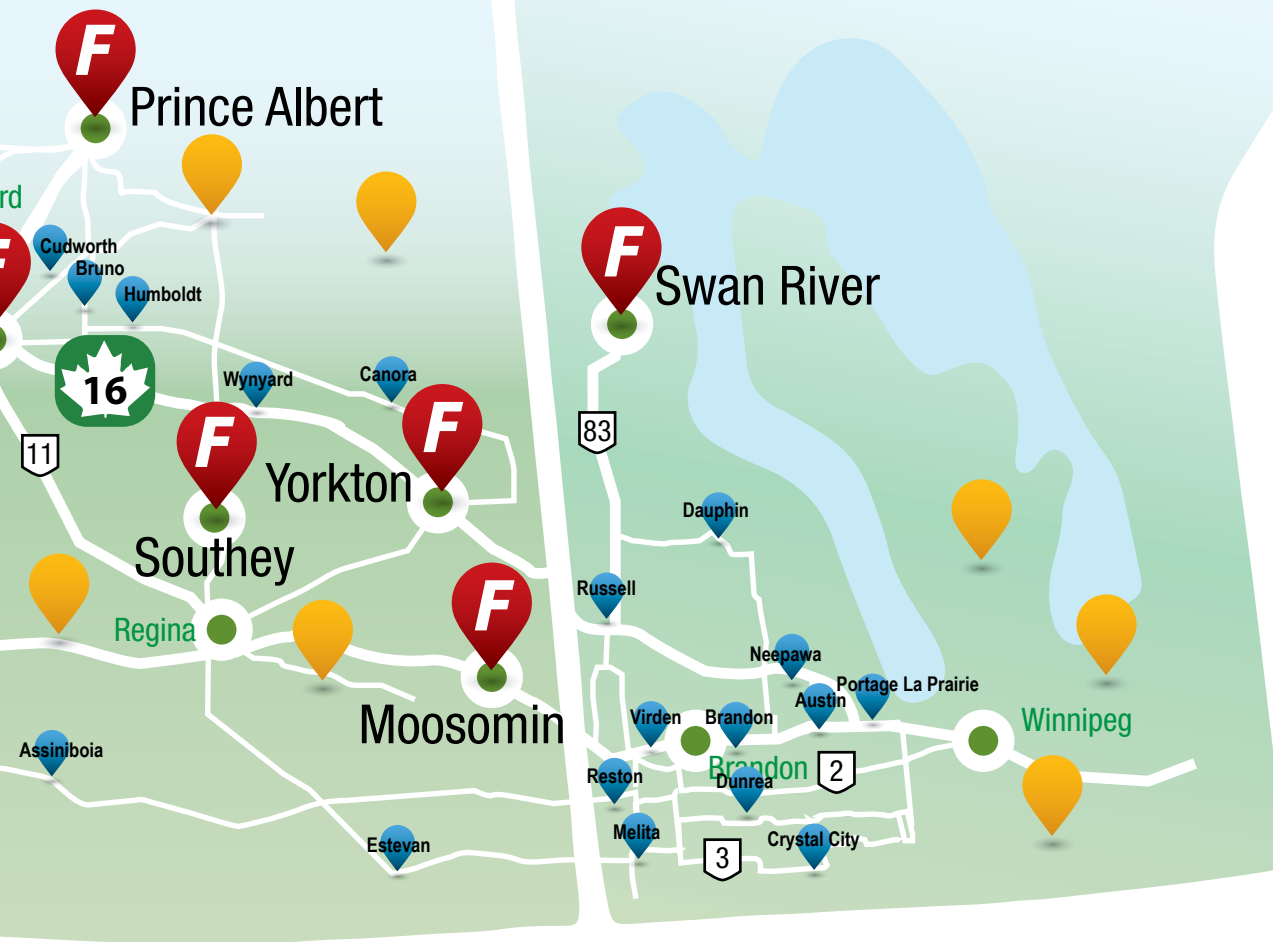 F
Prince Albert
rd
F
Cudworth
Bruno
Humboldt
F
Swan River
16
Wynyard
Canora
11
F
F
83
Yorkton
Dauphin
Southey
F
Russell
Regina
Neepawa
Portage La Prairie
Austin
Moosomin
Virden
Brandon
Winnipeg
Assiniboia
Brandon
2
Reston
Dunrea
Melita
Crystal City
Estevan
3